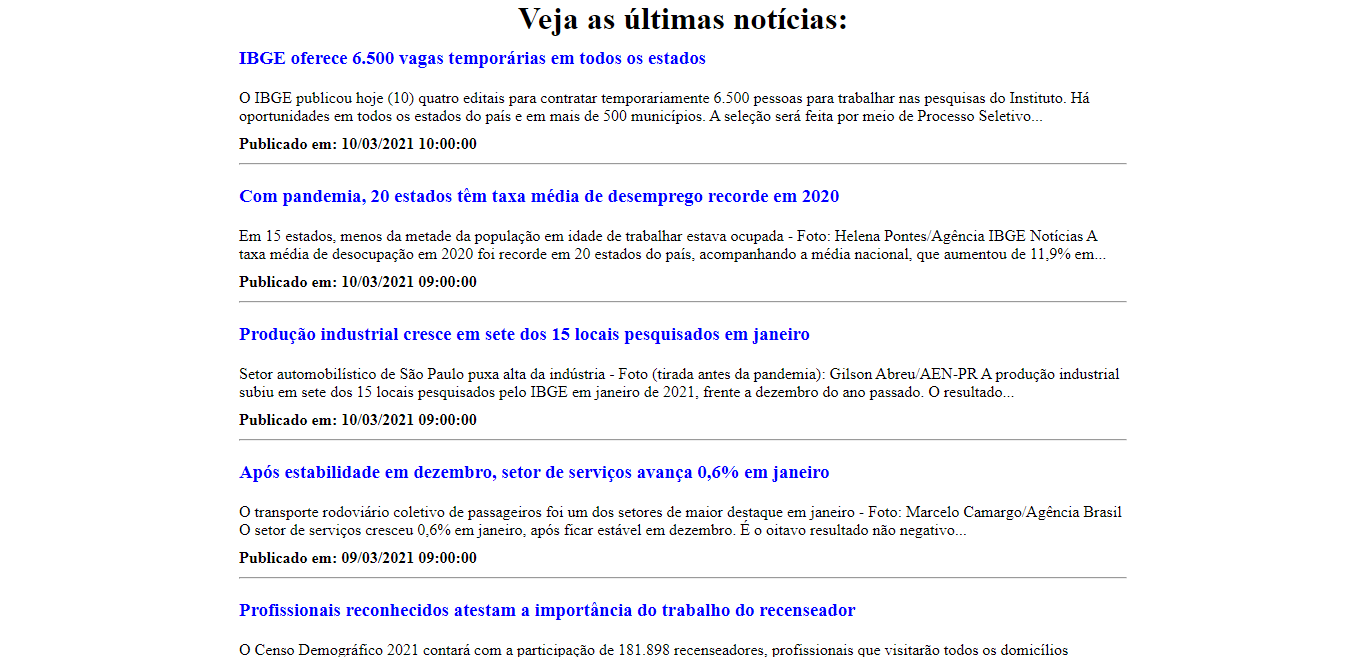 Veja as últimas notícias:
IBGE oferece 6.500 vagas temporárias em todos os estados
O IBGE publicou hoje (10) quatro editais para contratar temporariamente 6.500 pessoas para trabalhar nas pesquisas do Instituto. Há
oportunidades em todos os estados do país e em mais de 500 municípios. A seleção será feita por meio de Processo Seletivo...
Publicado em: 10/03/2021 10:00:00
Com pandemia, 20 estados têm taxa média de desemprego recorde em 2020
Em 15 estados, menos da metade da população em idade de trabalhar estava ocupada - Foto: Helena Pontes/Agência IBGE Notícias A
taxa média de desocupação em 2020 foi recorde em 20 estados do país, acompanhando a média nacional, que aumentou de 11,9% em...
Publicado em: 10/03/2021 09:00:00
Produção industrial cresce em sete dos 15 locais pesquisados em janeiro
Setor automobilístico de São Paulo puxa alta da indústria - Foto (tirada antes da pandemia): Gilson Abreu/AEN-PR A produção industrial
subiu em sete dos 15 locais pesquisados pelo IBGE em janeiro de 2021, frente a dezembro do ano passado. O resultado...
Publicado em: 10/03/2021 09:00:00
Após estabilidade em dezembro, setor de serviços avança 0,6% em janeiro
O transporte rodoviário coletivo de passageiros foi um dos setores de maior destaque em janeiro - Foto: Marcelo Camargo/Agência Brasil
O setor de serviços cresceu 0,6% em janeiro, após ficar estável em dezembro. É o oitavo resultado não negativo...
Publicado em: 09/03/2021 09:00:00
Profissionais reconhecidos atestam a importância do trabalho do recenseador
O Censo Demográfico 2021 contará com a participação de 181.898 recenseadores, profissionais que visitarão todos os domicílios